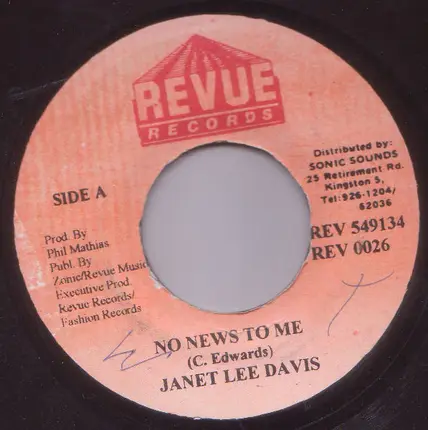 REVUE
RECORDS
SIDE A
Distributed by:
SONIC SOUNDS
25 Retirement Rd.
Kingston 5,
Tel:926-1204/
62036
REV 549134
REV 0026
Prod. By
Phil Mathias
Publ. By
Zomc/Revue Music
Executive Prod.
Revue Records/
Fashion Records
NO NEWS TO ME
(C. Edwards)
JANET LEE DAVIS